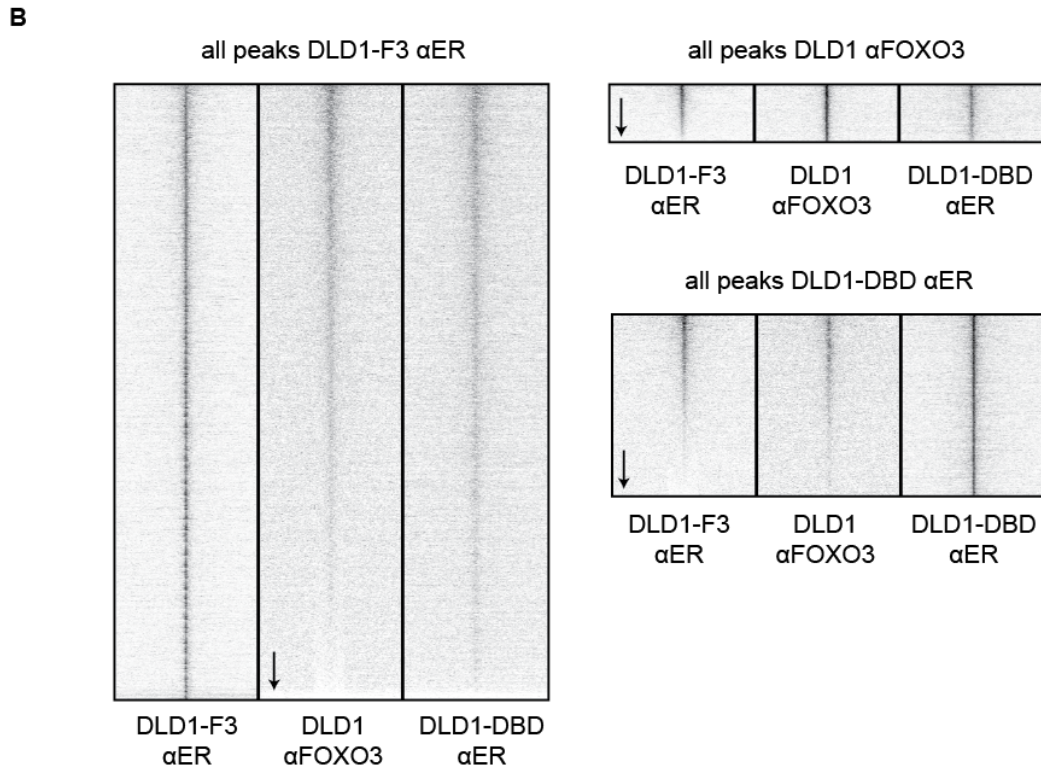 B
all peaks DLD1-F3 αER
DLD1-F3
αER
DLD1
αFOXO3
DLD1-DBD
αER
all peaks DLD1 αFOXO3
DLD1-F3
αER
DLD1
αFOXO3
DLD1-DBD
αER
all peaks DLD1-DBD αER
DLD1-F3
αER
DLD1
αFOXO3
DLD1-DBD
αER